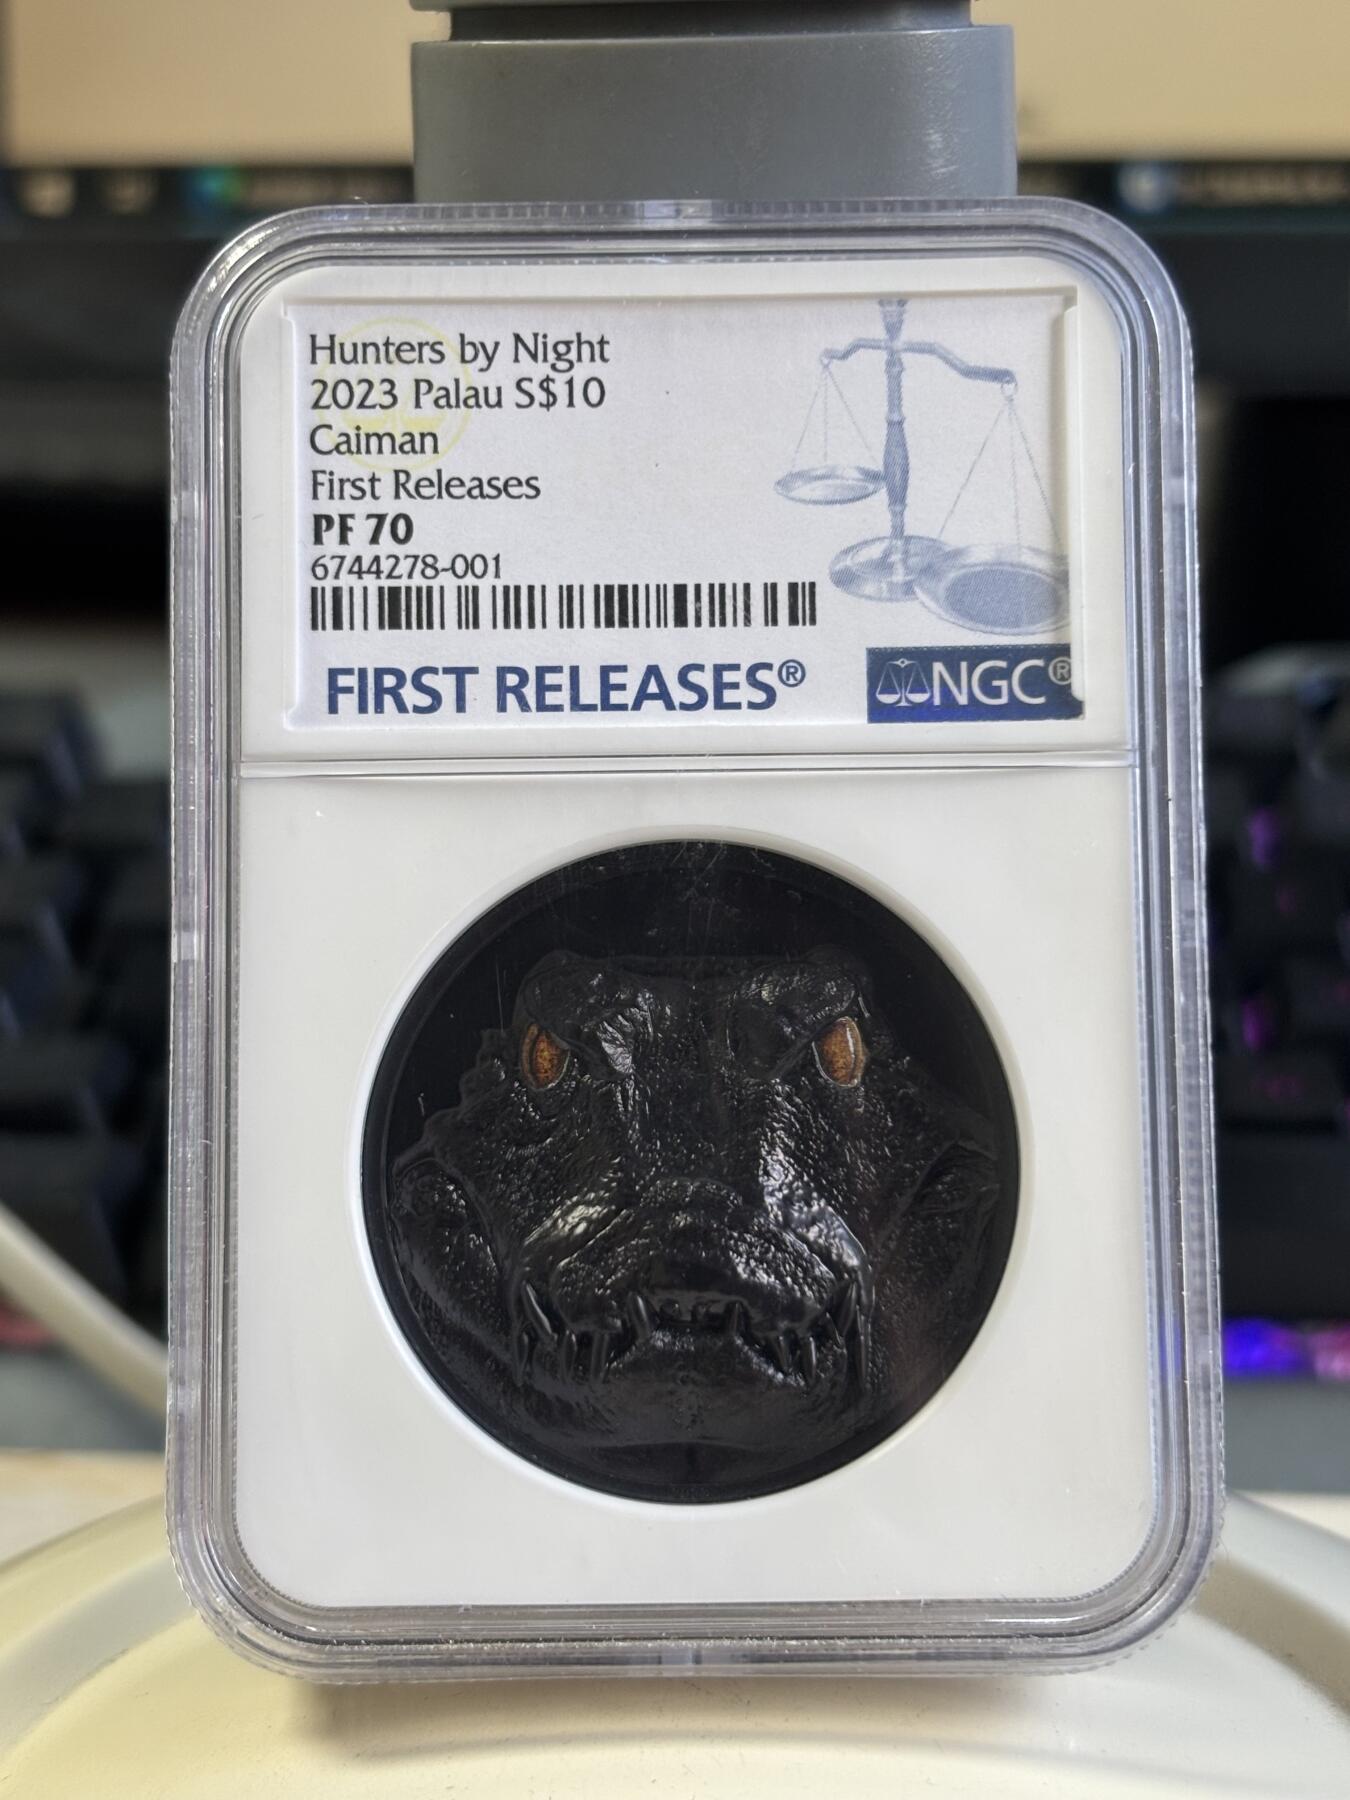 Hunters by Night
2023 Palau S$10
Caiman
First Releases
PF 70
6744278-001
FIRST RELEASES®
NGC®